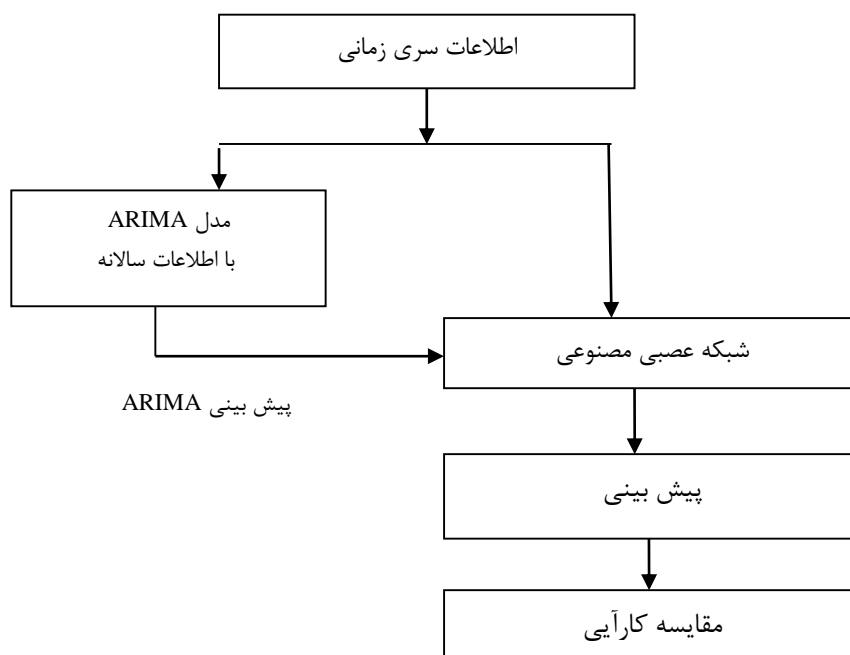 اطلاعات سری زمانی
مدل ARIMA
با اطلاعات سالانه
شبکه عصبی مصنوعی
پیش بینی ARIMA
پیش بینی
مقایسه کارآیی